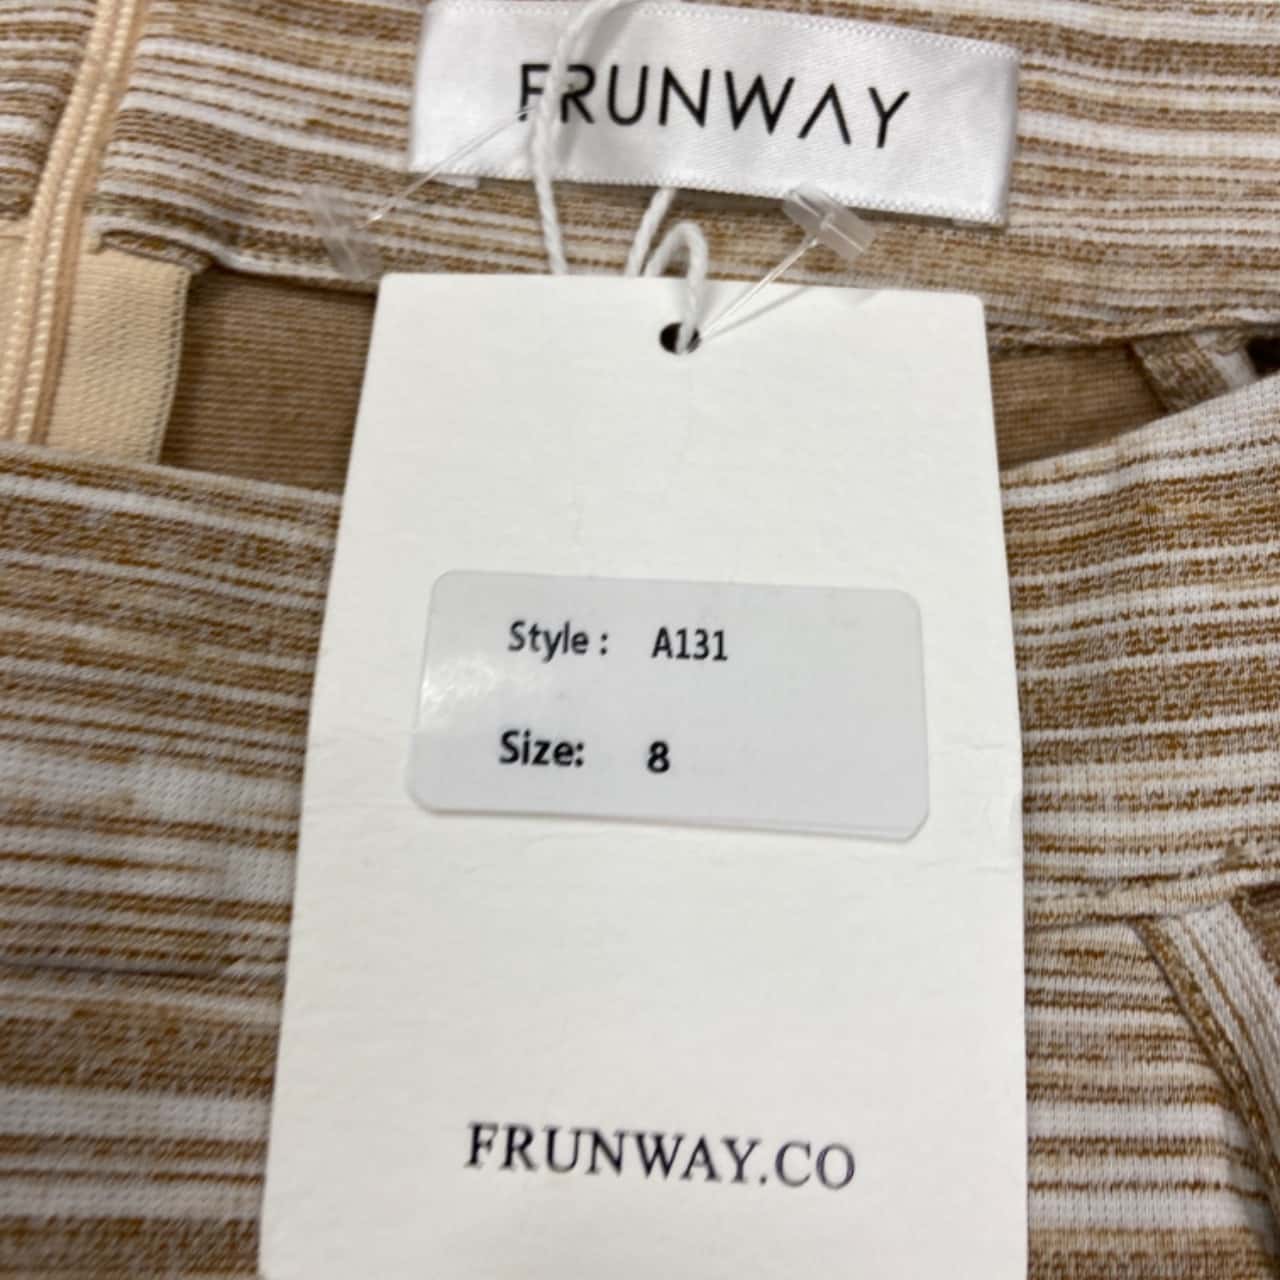 FRUNWAY
Style : A131
Size: 8
FRUNWAY.CO